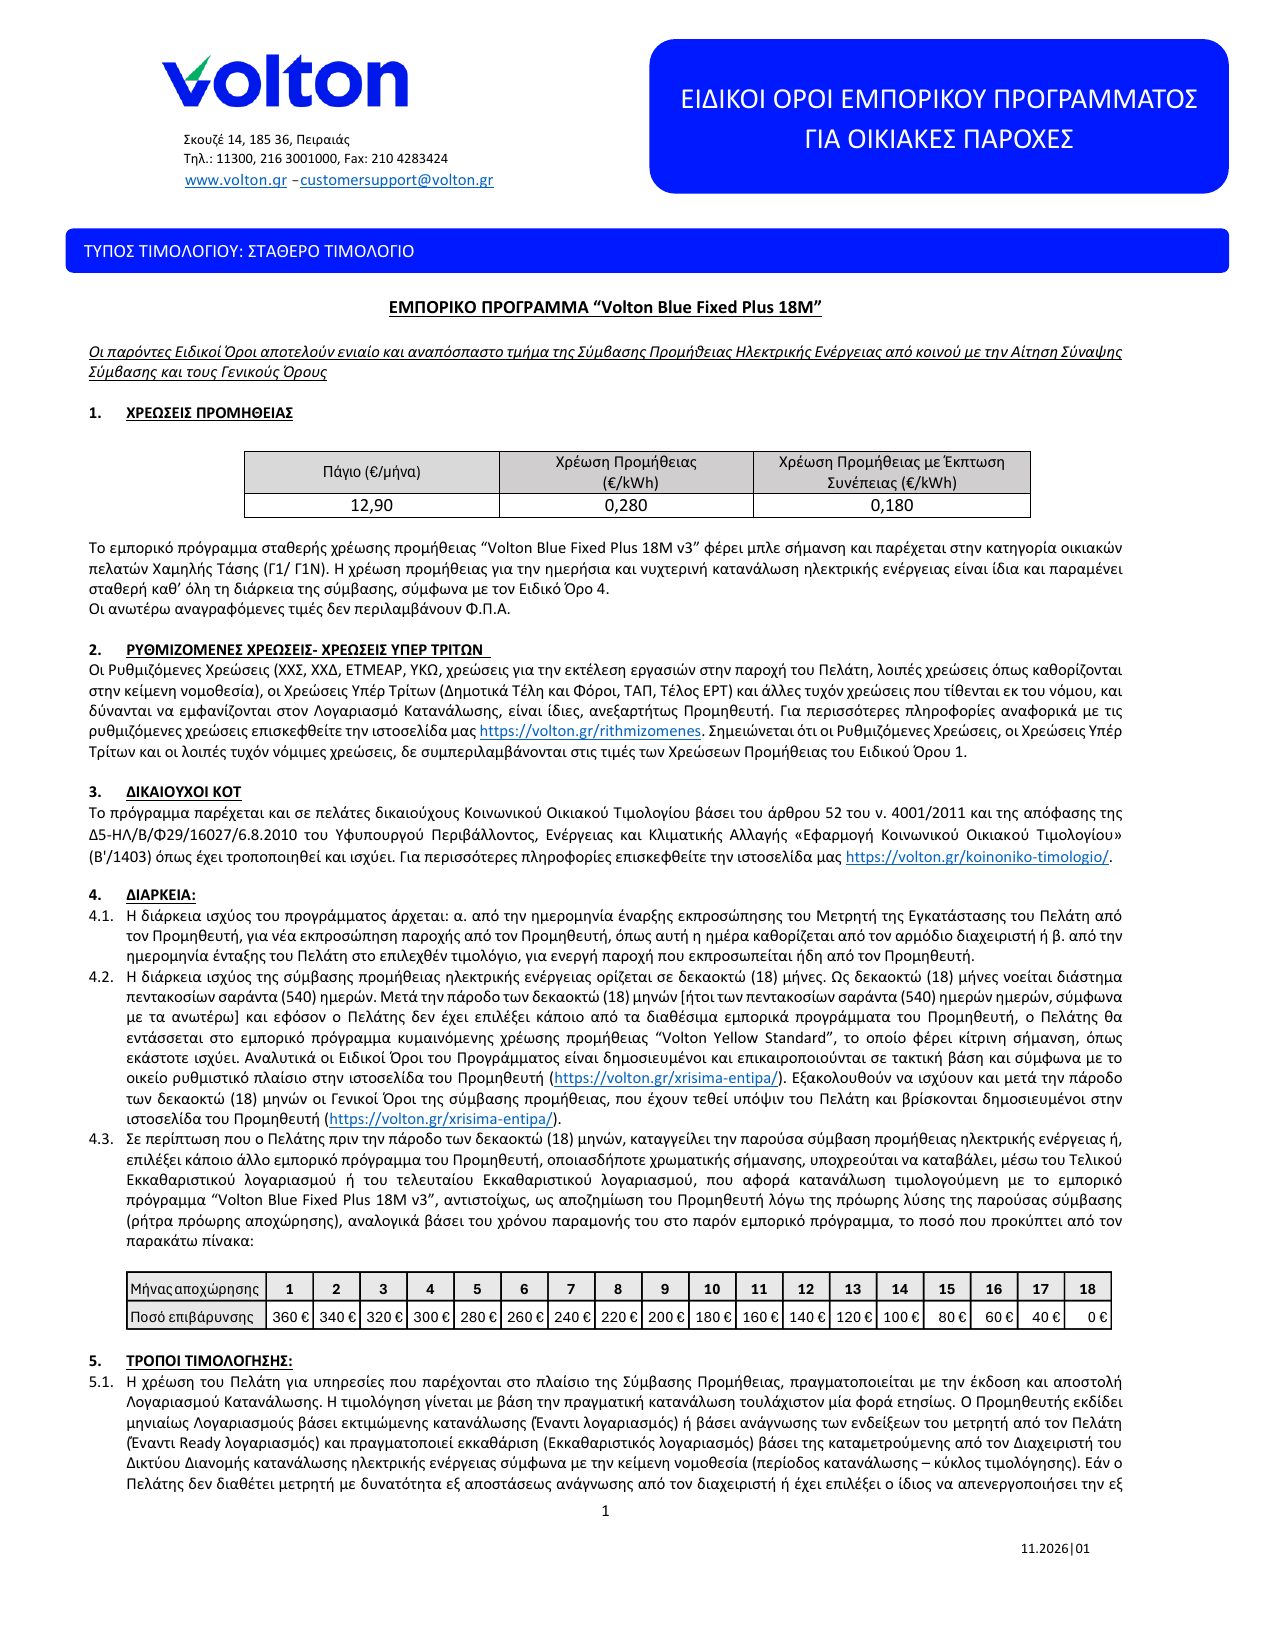 volton
ΕΙΔΙΚΟΙ ΟΡΟΙ ΕΜΠΟΡΙΚΟΥ ΠΡΟΓΡΑΜΜΑΤΟΣ
ΓΙΑ ΟΙΚΙΑΚΕΣ ΠΑΡΟΧΕΣ
Σκουζέ 14, 185 36, Πειραιάς
Τηλ.: 11300, 216 3001000, Fax: 210 4283424
www.volton.gr –customersupport@volton.gr
ΤΥΠΟΣ ΤΙΜΟΛΟΓΙΟΥ: ΣΤΑΘΕΡΟ ΤΙΜΟΛΟΓΙΟ
ΕΜΠΟΡΙΚΟ ΠΡΟΓΡΑΜΜΑ “Volton Blue Fixed Plus 18M”
Οι παρόντες Ειδικοί Όροι αποτελούν ενιαίο και αναπόσπαστο τμήμα της Σύμβασης Προμήθειας Ηλεκτρικής Ενέργειας από κοινού με την Αίτηση Σύναψης
Σύμβασης και τους Γενικούς Όρους
1. ΧΡΕΩΣΕΙΣ ΠΡΟΜΗΘΕΙΑΣ
Πάγιο (€/μήνα) Χρέωση Προμήθειας (€/kWh) Χρέωση Προμήθειας με Έκπτωση Συνέπειας (€/kWh)
12,90 0,280 0,180
Το εμπορικό πρόγραμμα σταθερής χρέωσης προμήθειας “Volton Blue Fixed Plus 18M v3” φέρει μπλε σήμανση και παρέχεται στην κατηγορία οικιακών
πελατών Χαμηλής Τάσης (Γ1/ Γ1Ν). Η χρέωση προμήθειας για την ημερήσια και νυχτερινή κατανάλωση ηλεκτρικής ενέργειας είναι ίδια και παραμένει
σταθερή καθ’ όλη τη διάρκεια της σύμβασης, σύμφωνα με τον Ειδικό Όρο 4.
Οι ανωτέρω αναγραφόμενες τιμές δεν περιλαμβάνουν Φ.Π.Α.
2. ΡΥΘΜΙΖΟΜΕΝΕΣ ΧΡΕΩΣΕΙΣ- ΧΡΕΩΣΕΙΣ ΥΠΕΡ ΤΡΙΤΩΝ
Οι Ρυθμιζόμενες Χρεώσεις (ΧΧΣ, ΧΧΔ, ΕΤΜΕΑΡ, ΥΚΩ, χρεώσεις για την εκτέλεση εργασιών στην παροχή του Πελάτη, λοιπές χρεώσεις όπως καθορίζονται
στην κείμενη νομοθεσία), οι Χρεώσεις Υπέρ Τρίτων (Δημοτικά Τέλη και Φόροι, ΤΑΠ, Τέλος ΕΡΤ) και άλλες τυχόν χρεώσεις που τίθενται εκ του νόμου, και
δύνανται να εμφανίζονται στον Λογαριασμό Κατανάλωσης, είναι ίδιες, ανεξαρτήτως Προμηθευτή. Για περισσότερες πληροφορίες αναφορικά με τις
ρυθμιζόμενες χρεώσεις επισκεφθείτε την ιστοσελίδα μας https://volton.gr/rithmizomenes. Σημειώνεται ότι οι Ρυθμιζόμενες Χρεώσεις, οι Χρεώσεις Υπέρ
Τρίτων και οι λοιπές τυχόν νόμιμες χρεώσεις, δε συμπεριλαμβάνονται στις τιμές των Χρεώσεων Προμήθειας του Ειδικού Όρου 1.
3. ΔΙΚΑΙΟΥΧΟΙ ΚΟΤ
Το πρόγραμμα παρέχεται και σε πελάτες δικαιούχους Κοινωνικού Οικιακού Τιμολογίου βάσει του άρθρου 52 του ν. 4001/2011 και της απόφασης της
Δ5-ΗΛ/Β/Φ29/16027/6.8.2010 του Υφυπουργού Περιβάλλοντος, Ενέργειας και Κλιματικής Αλλαγής «Εφαρμογή Κοινωνικού Οικιακού Τιμολογίου»
(Β'/1403) όπως έχει τροποποιηθεί και ισχύει. Για περισσότερες πληροφορίες επισκεφθείτε την ιστοσελίδα μας https://volton.gr/koinoniko-timologio/.
4. ΔΙΑΡΚΕΙΑ:
4.1. Η διάρκεια ισχύος του προγράμματος άρχεται: α. από την ημερομηνία έναρξης εκπροσώπησης του Μετρητή της Εγκατάστασης του Πελάτη από
τον Προμηθευτή, για νέα εκπροσώπηση παροχής από τον Προμηθευτή, όπως αυτή η ημέρα καθορίζεται από τον αρμόδιο διαχειριστή ή β. από την
ημερομηνία ένταξης του Πελάτη στο επιλεχθέν τιμολόγιο, για ενεργή παροχή που εκπροσωπείται ήδη από τον Προμηθευτή.
4.2. Η διάρκεια ισχύος της σύμβασης προμήθειας ηλεκτρικής ενέργειας ορίζεται σε δεκαοκτώ (18) μήνες. Ως δεκαοκτώ (18) μήνες νοείται διάστημα
πεντακοσίων σαράντα (540) ημερών. Μετά την πάροδο των δεκαοκτώ (18) μηνών [ήτοι των πεντακοσίων σαράντα (540) ημερών ημερών, σύμφωνα
με τα ανωτέρω] και εφόσον ο Πελάτης δεν έχει επιλέξει κάποιο από τα διαθέσιμα εμπορικά προγράμματα του Προμηθευτή, ο Πελάτης θα
εντάσσεται στο εμπορικό πρόγραμμα κυμαινόμενης χρέωσης προμήθειας “Volton Yellow Standard”, το οποίο φέρει κίτρινη σήμανση, όπως
εκάστοτε ισχύει. Αναλυτικά οι Ειδικοί Όροι του Προγράμματος είναι δημοσιευμένοι και επικαιροποιούνται σε τακτική βάση και σύμφωνα με το
οικείο ρυθμιστικό πλαίσιο στην ιστοσελίδα του Προμηθευτή (https://volton.gr/xrisima-entipa/). Εξακολουθούν να ισχύουν και μετά την πάροδο
των δεκαοκτώ (18) μηνών οι Γενικοί Όροι της σύμβασης προμήθειας, που έχουν τεθεί υπόψιν του Πελάτη και βρίσκονται δημοσιευμένοι στην
ιστοσελίδα του Προμηθευτή (https://volton.gr/xrisima-entipa/).
4.3. Σε περίπτωση που ο Πελάτης πριν την πάροδο των δεκαοκτώ (18) μηνών, καταγγείλει την παρούσα σύμβαση προμήθειας ηλεκτρικής ενέργειας ή,
επιλέξει κάποιο άλλο εμπορικό πρόγραμμα του Προμηθευτή, οποιασδήποτε χρωματικής σήμανσης, υποχρεούται να καταβάλει, μέσω του Τελικού
Εκκαθαριστικού λογαριασμού ή του τελευταίου Εκκαθαριστικού λογαριασμού, που αφορά κατανάλωση τιμολογούμενη με το εμπορικό
πρόγραμμα “Volton Blue Fixed Plus 18M v3”, αντιστοίχως, ως αποζημίωση του Προμηθευτή λόγω της πρόωρης λύσης της παρούσας σύμβασης
(ρήτρα πρόωρης αποχώρησης), αναλογικά βάσει του χρόνου παραμονής του στο παρόν εμπορικό πρόγραμμα, το ποσό που προκύπτει από τον
παρακάτω πίνακα:
Μήνας αποχώρησης 1 2 3 4 5 6 7 8 9 10 11 12 13 14 15 16 17 18
Ποσό επιβάρυνσης 360 € 340 € 320 € 300 € 280 € 260 € 240 € 220 € 200 € 180 € 160 € 140 € 120 € 100 € 80 € 60 € 40 € 0 €
5. ΤΡΟΠΟΙ ΤΙΜΟΛΟΓΗΣΗΣ:
5.1. Η χρέωση του Πελάτη για υπηρεσίες που παρέχονται στο πλαίσιο της Σύμβασης Προμήθειας, πραγματοποιείται με την έκδοση και αποστολή
Λογαριασμού Κατανάλωσης. Η τιμολόγηση γίνεται με βάση την πραγματική κατανάλωση τουλάχιστον μία φορά ετησίως. Ο Προμηθευτής εκδίδει
μηνιαίως Λογαριασμούς βάσει εκτιμώμενης κατανάλωσης (Έναντι λογαριασμός) ή βάσει ανάγνωσης των ενδείξεων του μετρητή από τον Πελάτη
(Έναντι Ready λογαριασμός) και πραγματοποιεί εκκαθάριση (Εκκαθαριστικός λογαριασμός) βάσει της καταμετρούμενης από τον Διαχειριστή του
Δικτύου Διανομής κατανάλωσης ηλεκτρικής ενέργειας σύμφωνα με την κείμενη νομοθεσία (περίοδος κατανάλωσης – κύκλος τιμολόγησης). Εάν ο
Πελάτης δεν διαθέτει μετρητή με δυνατότητα εξ αποστάσεως ανάγνωσης από τον διαχειριστή ή έχει επιλέξει ο ίδιος να απενεργοποιήσει την εξ
1
11.2026|01